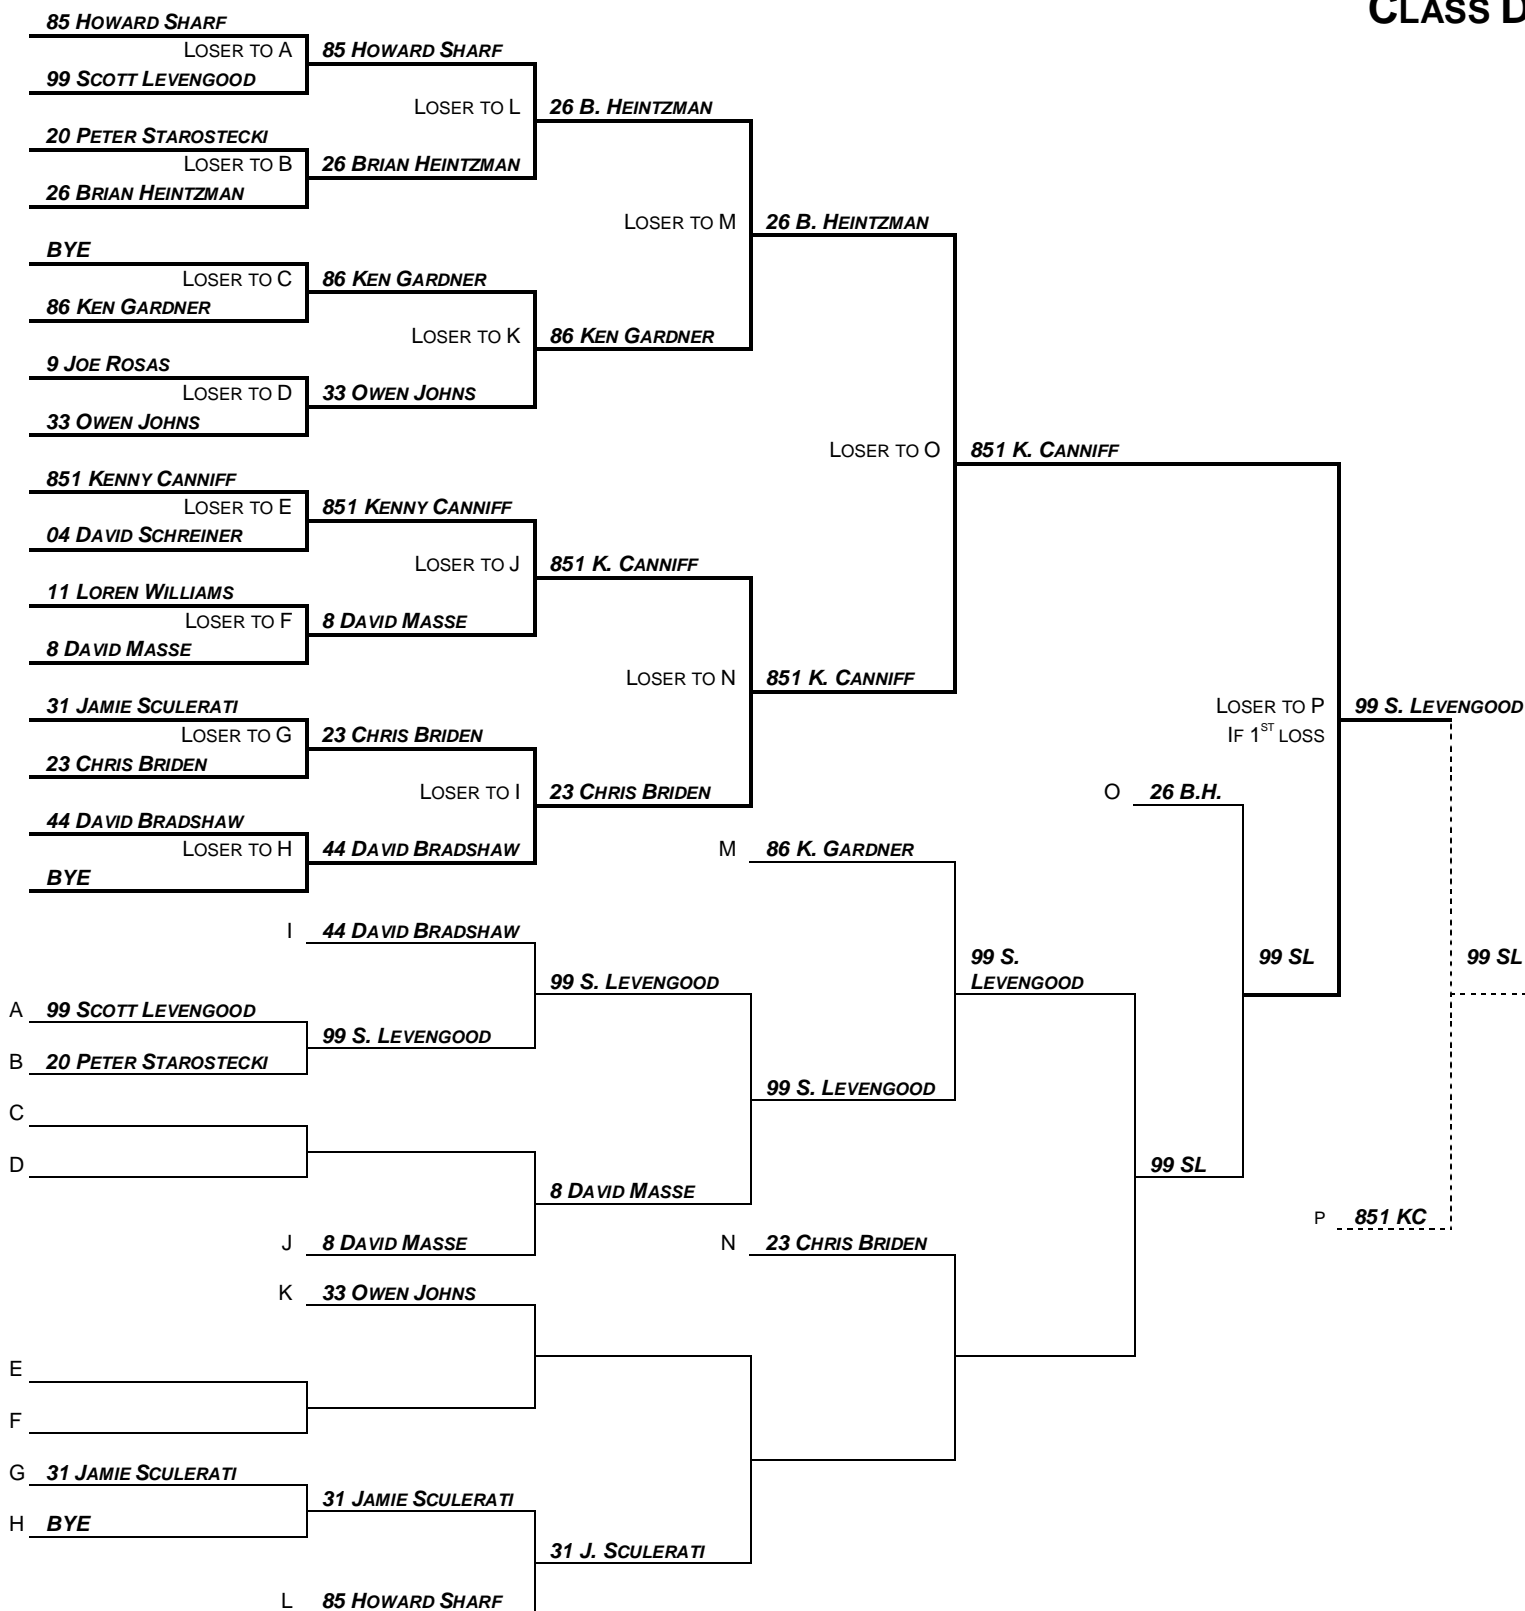 CLASS D
85 HOWARD SHARF
LOSER TO A
99 SCOTT LEVENGOOD
85 HOWARD SHARF
LOSER TO L
20 PETER STAROSTECKI
LOSER TO B
26 BRIAN HEINTZMAN
26 BRIAN HEINTZMAN
26 B. HEINTZMAN
LOSER TO M
BYE
LOSER TO C
86 KEN GARDNER
86 KEN GARDNER
LOSER TO K
9 JOE ROSAS
LOSER TO D
33 OWEN JOHNS
33 OWEN JOHNS
86 KEN GARDNER
26 B. HEINTZMAN
LOSER TO O
851 KENNY CANNIFF
LOSER TO E
04 DAVID SCHREINER
851 KENNY CANNIFF
LOSER TO J
11 LOREN WILLIAMS
LOSER TO F
8 DAVID MASSE
8 DAVID MASSE
851 K. CANNIFF
LOSER TO N
31 JAMIE SCULERATI
LOSER TO G
23 CHRIS BRIDEN
23 CHRIS BRIDEN
LOSER TO I
44 DAVID BRADSHAW
LOSER TO H
BYE
44 DAVID BRADSHAW
23 CHRIS BRIDEN
851 K. CANNIFF
851 K. CANNIFF
LOSER TO P
IF 1ST LOSS
99 S. LEVENGOOD
O 26 B.H.
M 86 K. GARDNER
I 44 DAVID BRADSHAW
A 99 SCOTT LEVENGOOD
B 20 PETER STAROSTECKI
99 S. LEVENGOOD
99 S. LEVENGOOD
C
D
J 8 DAVID MASSE
8 DAVID MASSE
99 S. LEVENGOOD
99 S.
LEVENGOOD
99 SL
99 SL
99 SL
P 851 KC
N 23 CHRIS BRIDEN
K 33 OWEN JOHNS
E
F
G 31 JAMIE SCULERATI
H BYE
31 JAMIE SCULERATI
31 J. SCULERATI
L 85 HOWARD SHARF